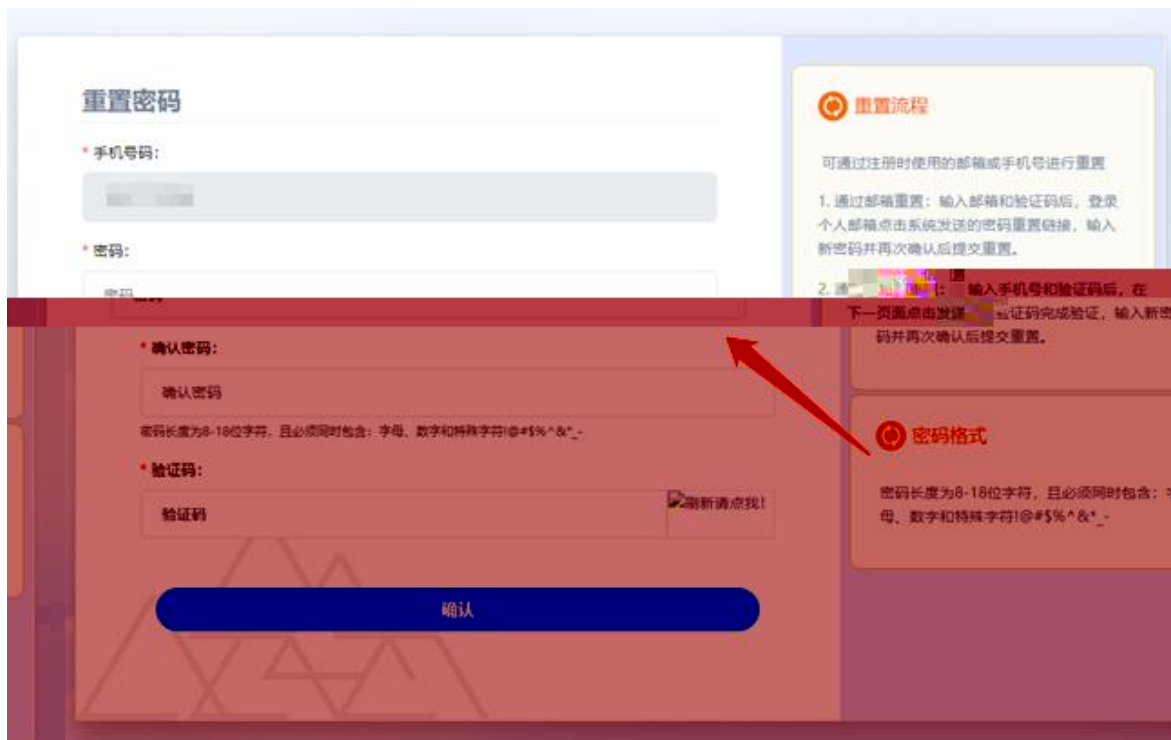 重置密码
* 手机号码：
* 密码：
密码
* 确认密码：
确认密码
密码长度为8-18位字符，且必须同时包含：字母、数字和特殊字符!@#$%^&*_-
* 验证码：
验证码
刷新请点我!
确认
重置流程
可通过注册时使用的邮箱或手机号进行重置
1. 通过邮箱重置：输入邮箱和验证码后，登录
个人邮箱点击系统发送的密码重置链接，输入
新密码并再次确认后提交重置。
2. 通
输入手机号和验证码后，在
下一页面点击发送
验证码完成验证，输入新密
码并再次确认后提交重置。
密码格式
密码长度为8-18位字符，且必须同时包含：字
母、数字和特殊字符!@#$%^&*_-